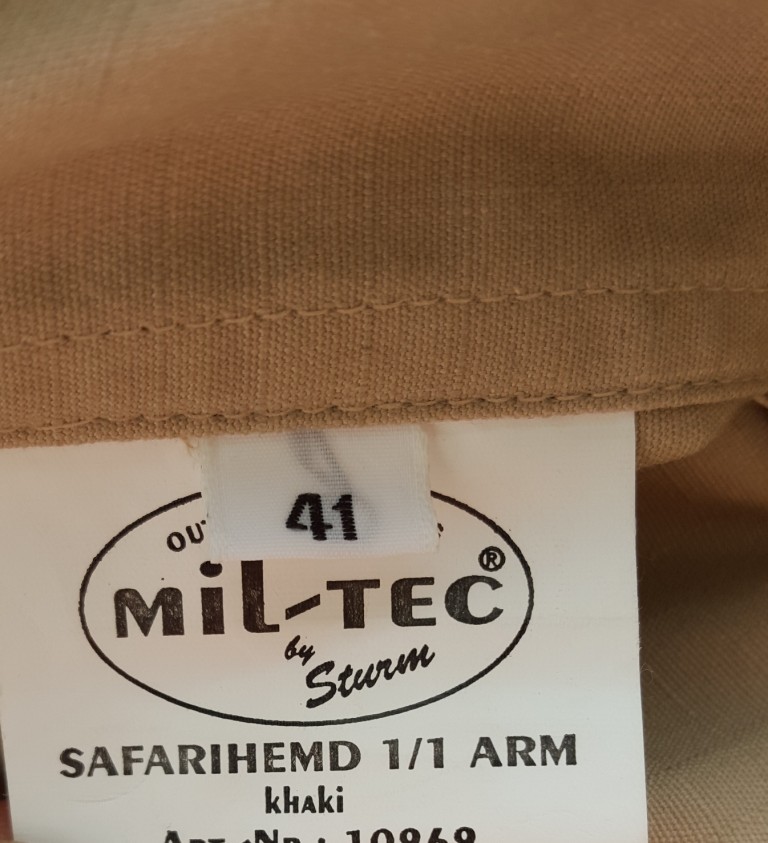 41
MiL-TEC®
by
Sturm
SAFARIHEMD 1/1 ARM
khaki